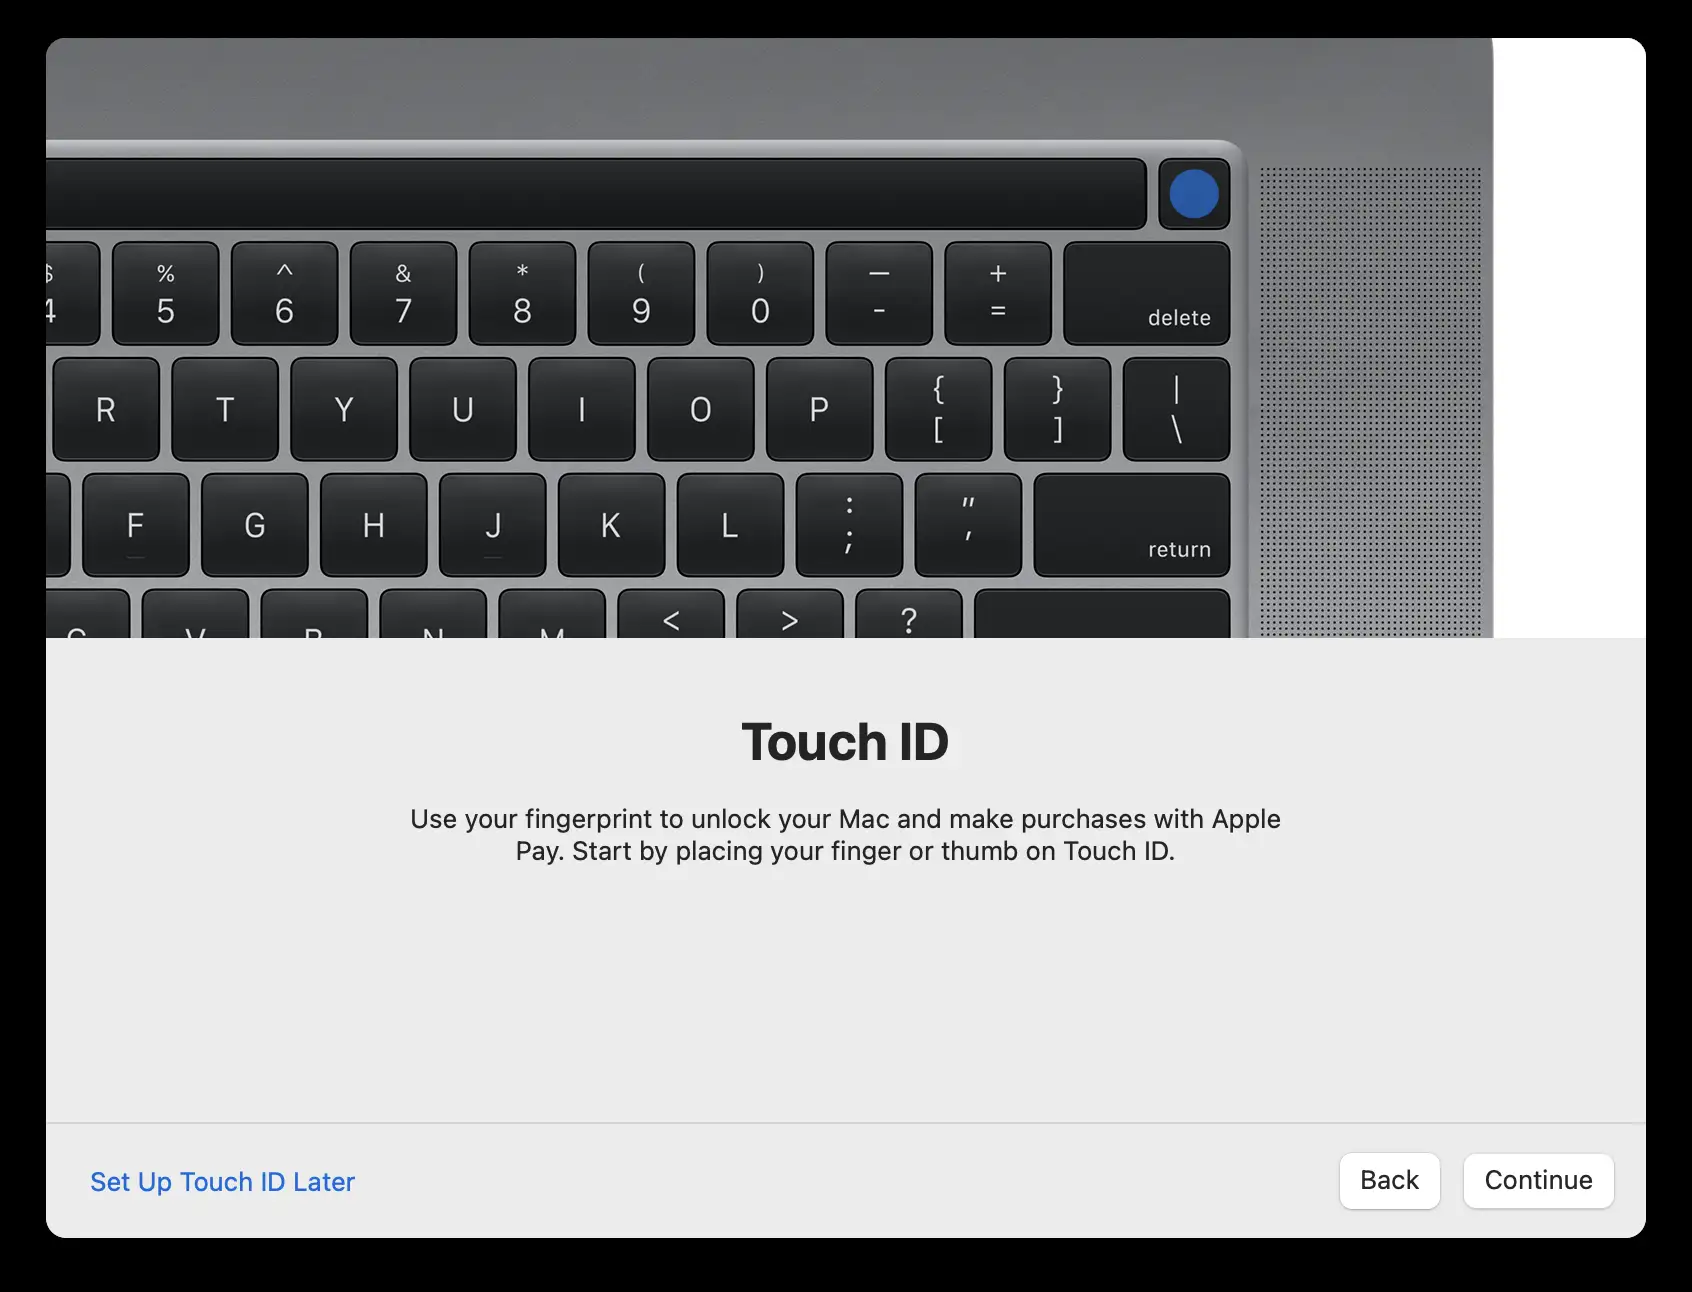 $ % ^ & * ( ) — +
4 5 6 7 8 9 0 - =
delete
R T Y U I O P { [ } ] | \
F G H J K L : ; " '
return
C V B N M < > ?
Touch ID
Use your fingerprint to unlock your Mac and make purchases with Apple
Pay. Start by placing your finger or thumb on Touch ID.
Set Up Touch ID Later
Back
Continue